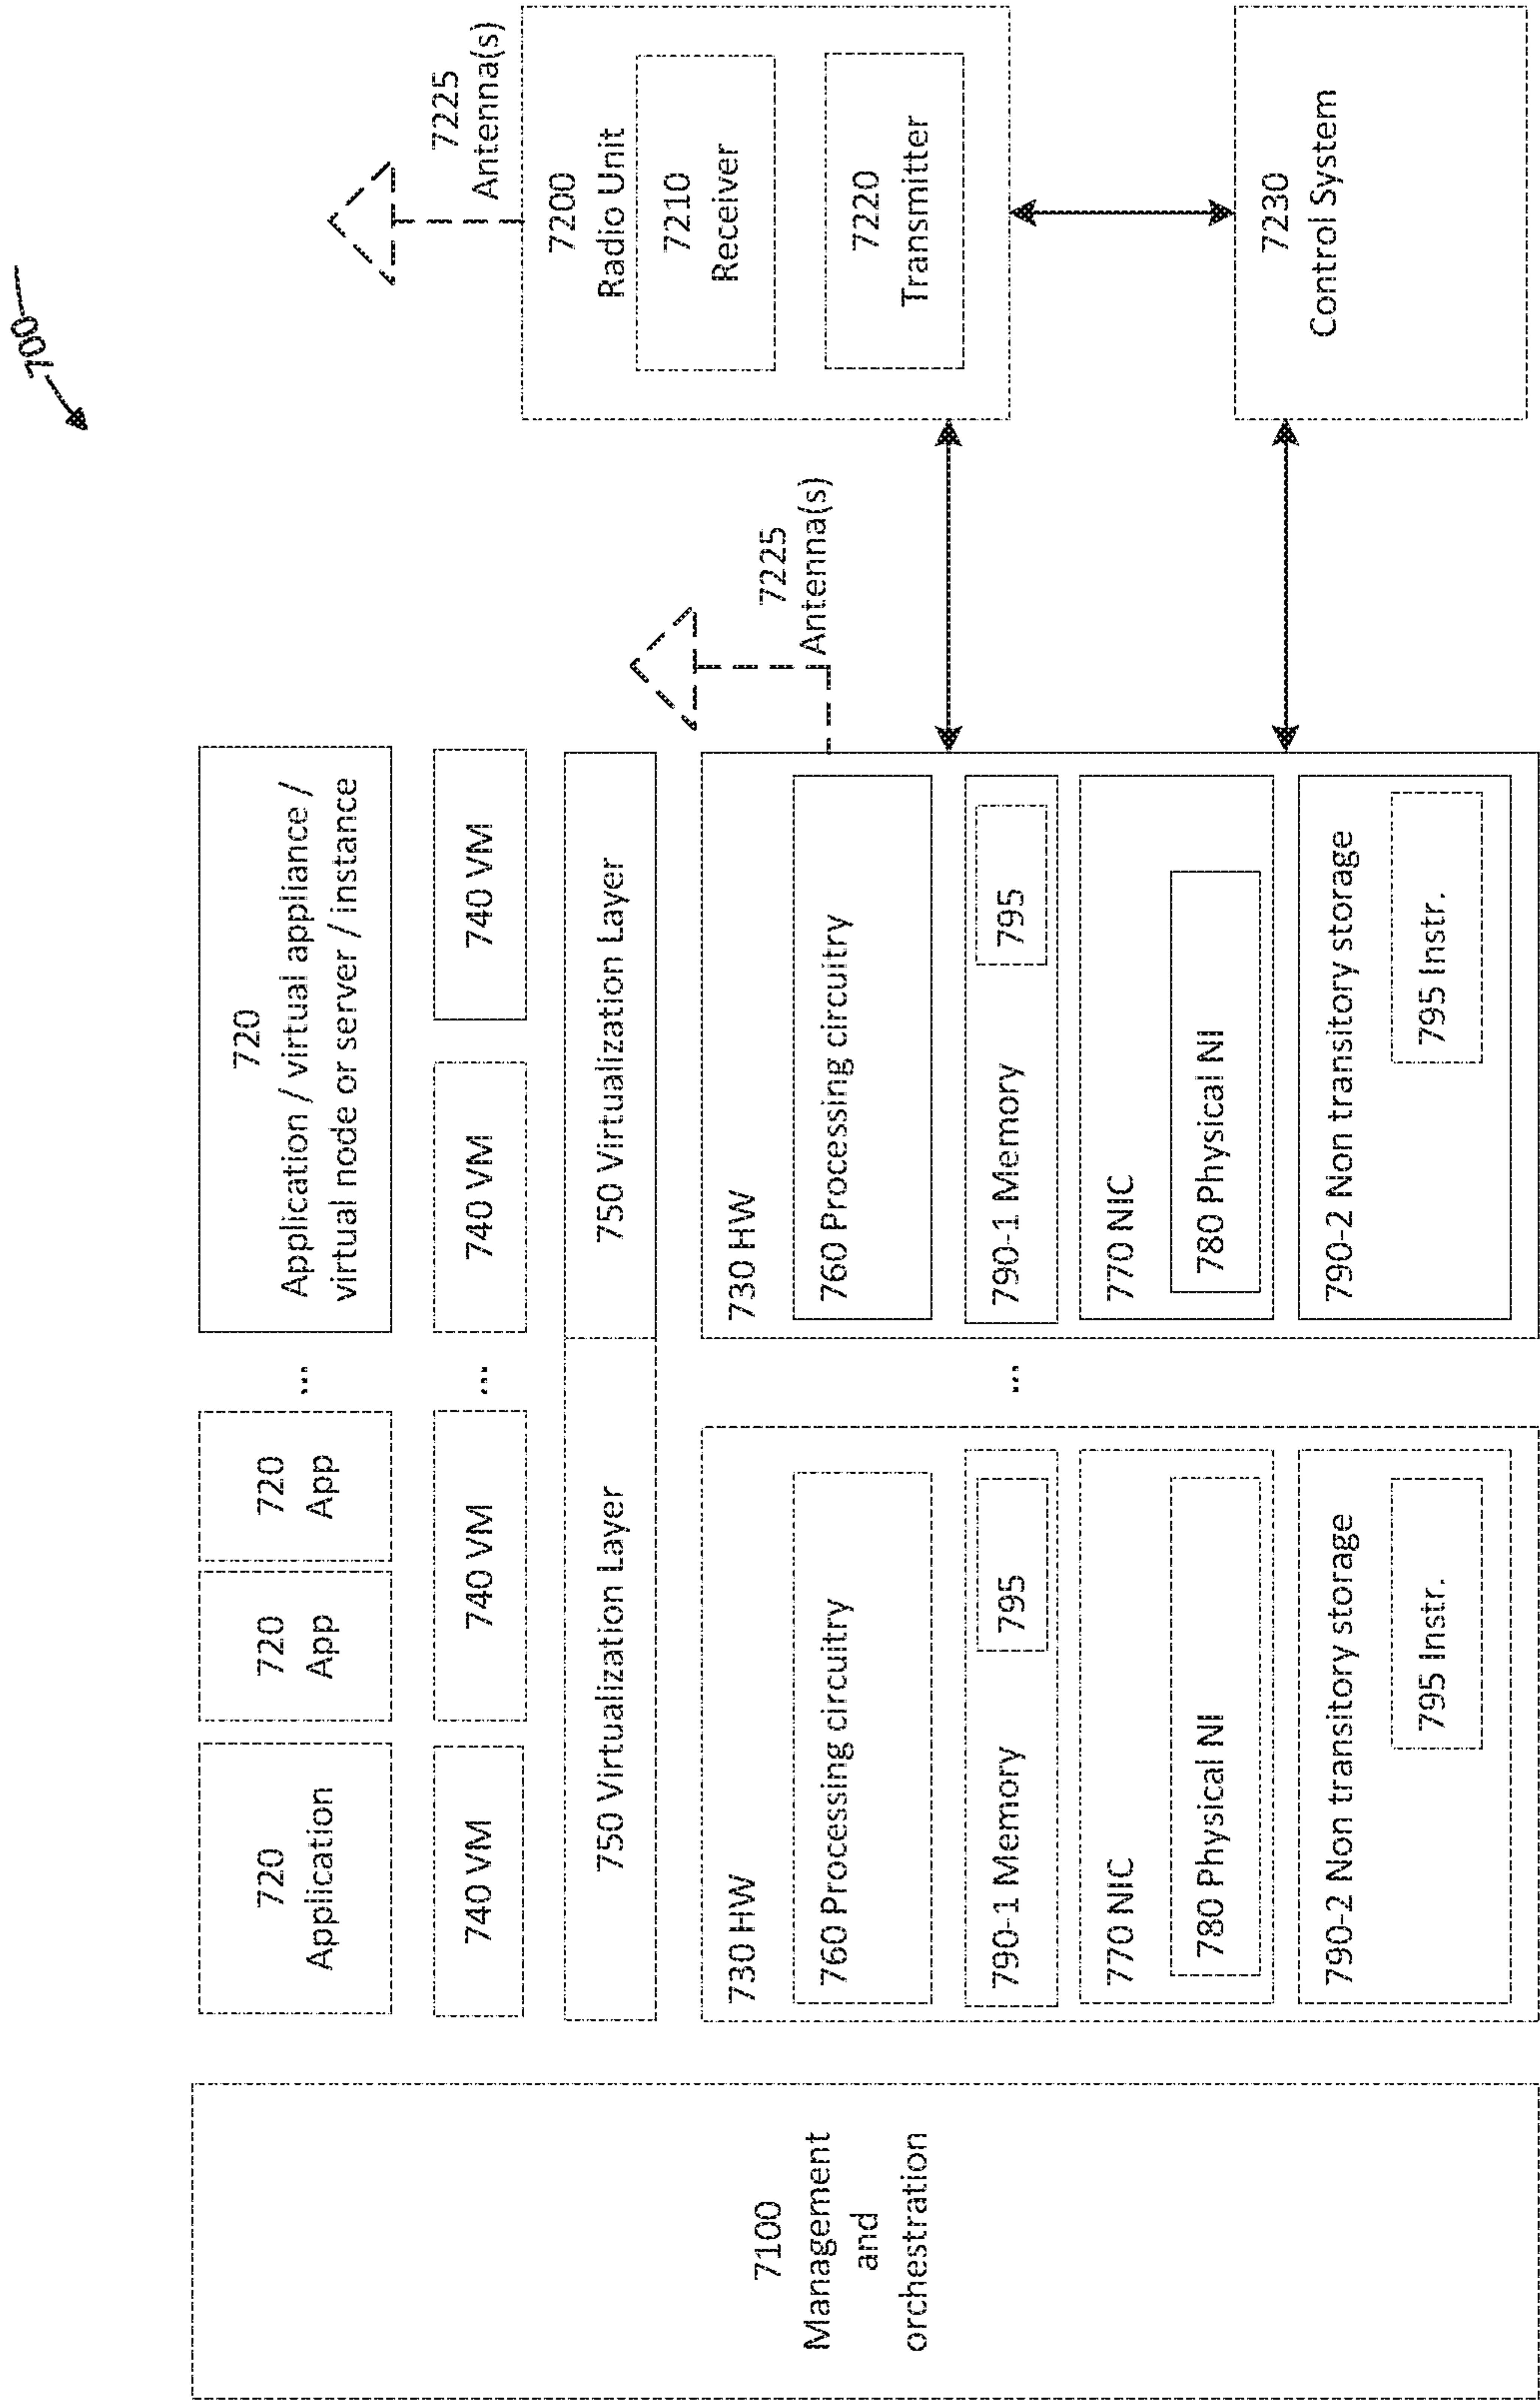 700
7100
Management
and
orchestration
720
Application
720
App
720
App
...
720
Application / virtual appliance /
virtual node or server / instance
740 VM
740 VM
...
740 VM
740 VM
750 Virtualization Layer
750 Virtualization Layer
730 HW
760 Processing circuitry
790-1 Memory
795
770 NIC
780 Physical NI
790-2 Non transitory storage
795 Instr.
...
730 HW
760 Processing circuitry
790-1 Memory
795
770 NIC
780 Physical NI
790-2 Non transitory storage
795 Instr.
7225
Antenna(s)
7225
Antenna(s)
7200
Radio Unit
7210
Receiver
7220
Transmitter
7230
Control System